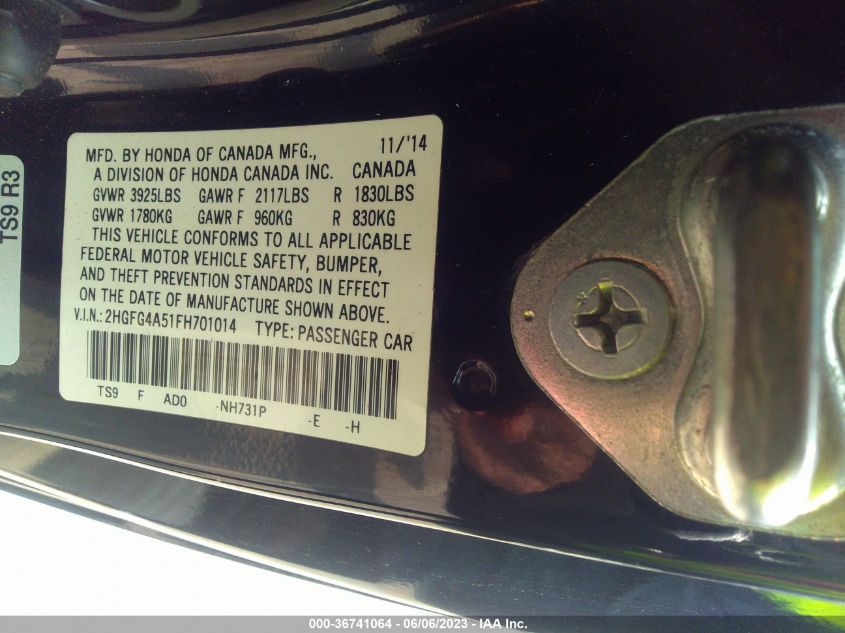 TS9 R3
MFD. BY HONDA OF CANADA MFG., 11/'14
A DIVISION OF HONDA CANADA INC. CANADA
GVWR 3925LBS GAWR F 2117LBS R 1830LBS
GVWR 1780KG GAWR F 960KG R 830KG
THIS VEHICLE CONFORMS TO ALL APPLICABLE
FEDERAL MOTOR VEHICLE SAFETY, BUMPER,
AND THEFT PREVENTION STANDARDS IN EFFECT
ON THE DATE OF MANUFACTURE SHOWN ABOVE.
V.I.N.: 2HGFG4A51FH701014 TYPE: PASSENGER CAR
TS9 F AD0 -NH731P -E -H
000-36741064 - 06/06/2023 - IAA Inc.